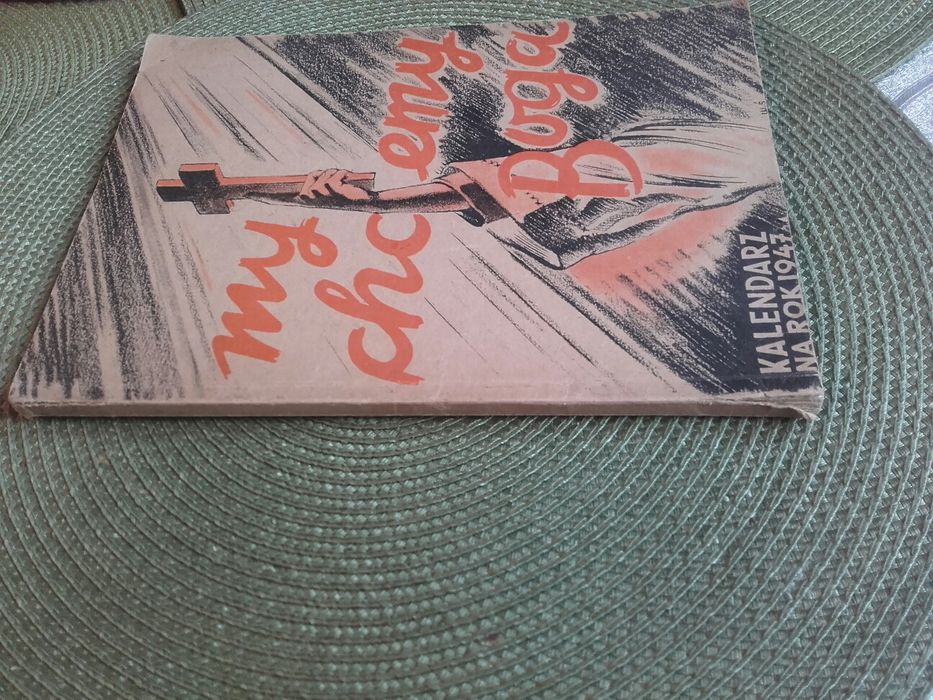 my
chcemy
Boga
KALENDARZ
NA ROK 1947